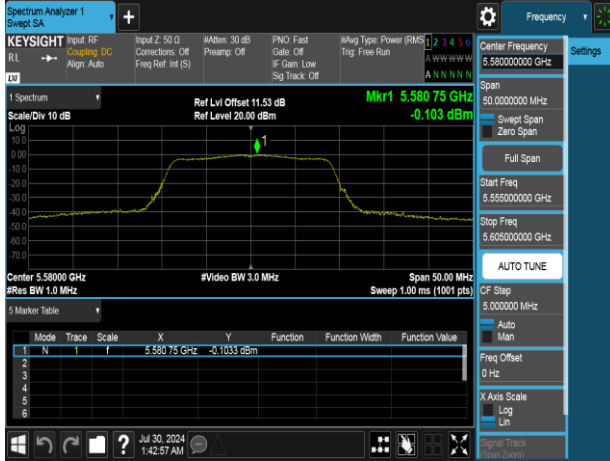 Spectrum Analyzer 1
Swept SA
Frequency
KEYSIGHT
RL
Input: RF
Coupling: DC
Align: Auto
Input Z: 50 Ω
Corrections: Off
Freq Ref: Int (S)
#Atten: 30 dB
Preamp: Off
PNO: Fast
Gate: Off
IF Gain: Low
Sig Track: Off
#Avg Type: Power (RMS
Trig: Free Run
1 2 3 4 5 6
A W W W W W
A N N N N N
Center Frequency
5.580000000 GHz
Settings
Span
50.0000000 MHz
Swept Span
Zero Span
Full Span
Start Freq
5.555000000 GHz
Stop Freq
5.605000000 GHz
AUTO TUNE
CF Step
5.000000 MHz
Auto
Man
Freq Offset
0 Hz
X Axis Scale
Log
Lin
Signal Track
(Span Zoom)
1 Spectrum
Scale/Div 10 dB
Log
Ref Lvl Offset 11.53 dB
Ref Level 20.00 dBm
Mkr1 5.580 75 GHz
-0.103 dBm
1
10.0
0.00
-10.0
-20.0
-30.0
-40.0
-50.0
-60.0
-70.0
Center 5.58000 GHz
#Res BW 1.0 MHz
#Video BW 3.0 MHz
Span 50.00 MHz
Sweep 1.00 ms (1001 pts)
5 Marker Table
Mode Trace Scale X Y Function Function Width Function Value
1 N 1 f 5.580 75 GHz -0.1033 dBm
2
3
4
5
6
?
Jul 30, 2024
1:42:57 AM